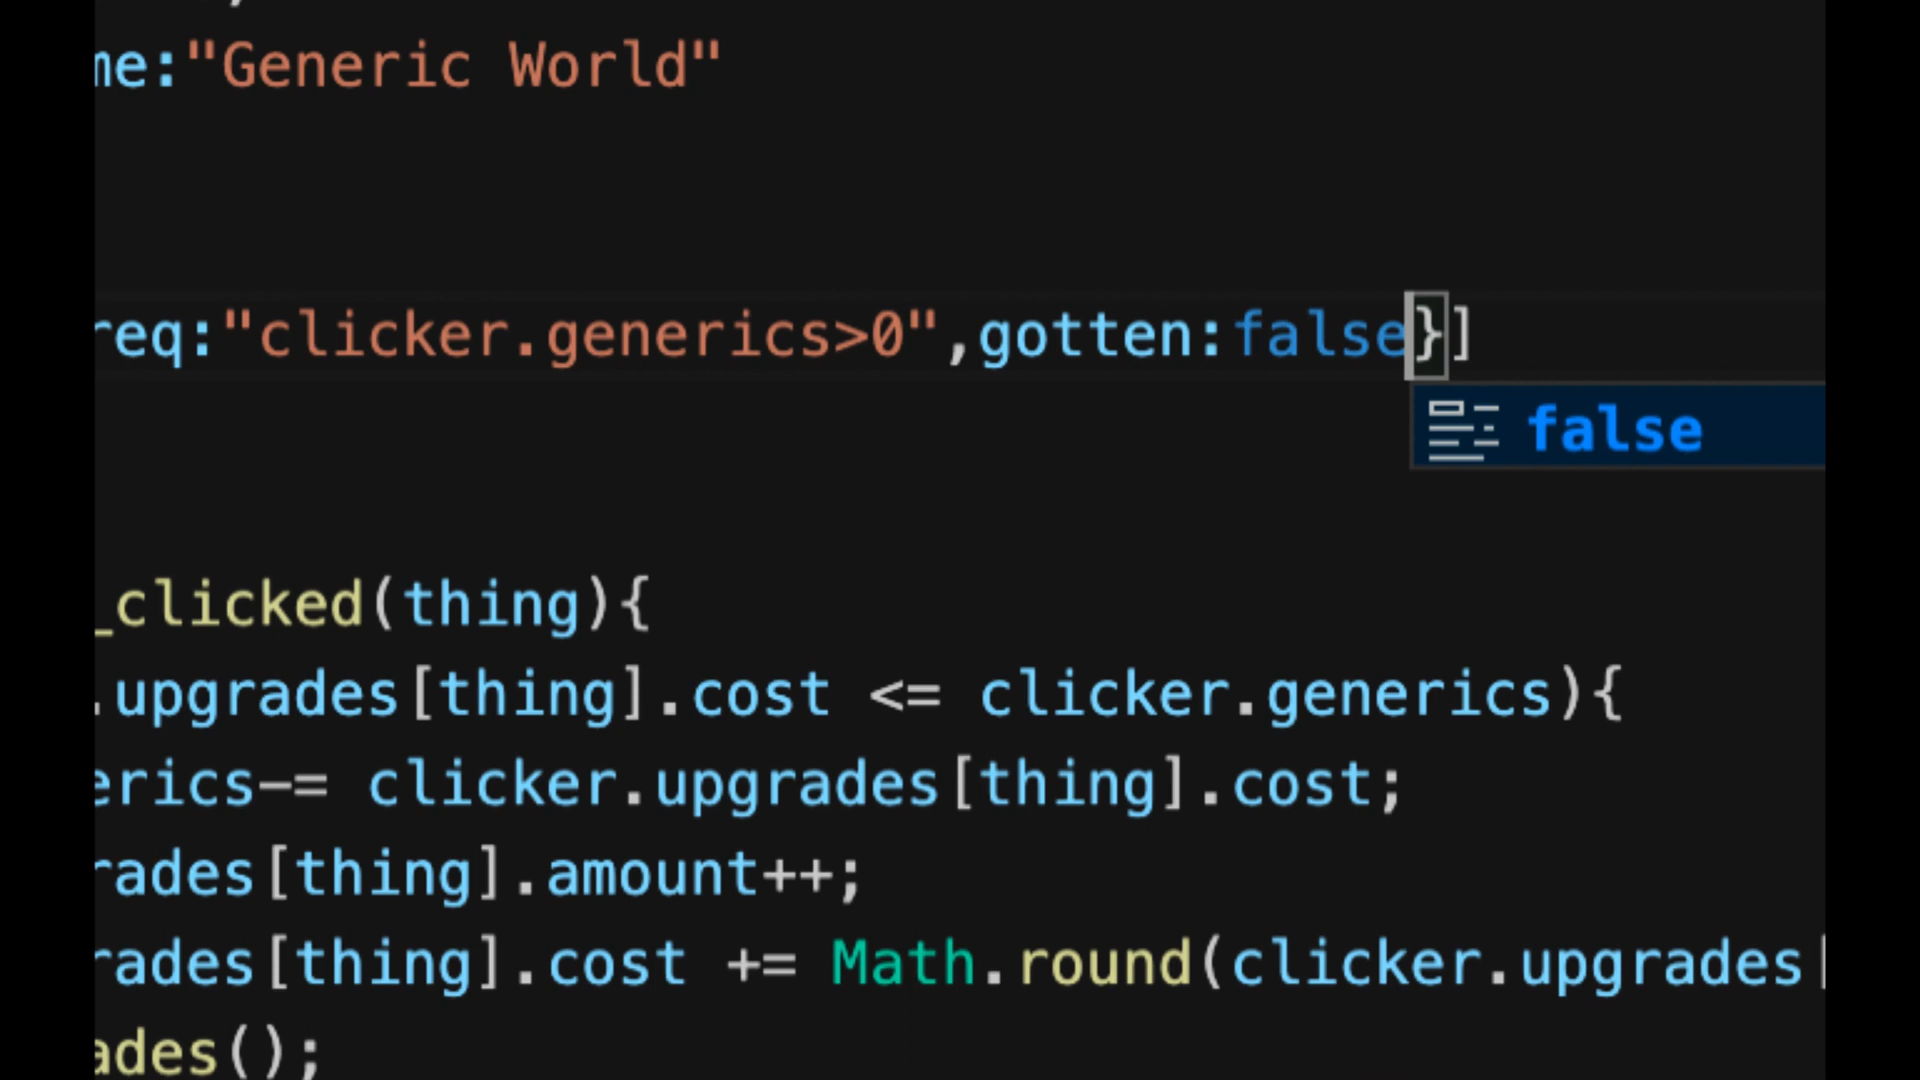 me:"Generic World"
req:"clicker.generics>0",gotten:false}]
false
_clicked(thing){
.upgrades[thing].cost <= clicker.generics){
erics-= clicker.upgrades[thing].cost;
rades[thing].amount++;
rades[thing].cost += Math.round(clicker.upgrades[
ades();